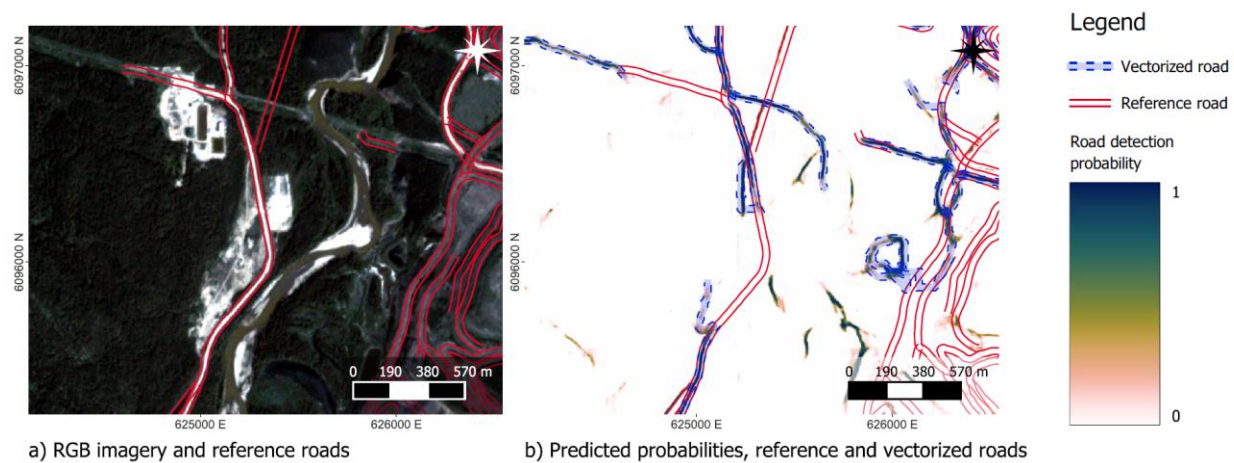 6097000 N
6096000 N
0 190 380 570 m
625000 E 626000 E
a) RGB imagery and reference roads
6097000 N
6096000 N
0 190 380 570 m
625000 E 626000 E
b) Predicted probabilities, reference and vectorized roads
Legend
Vectorized road
Reference road
Road detection
probability
1
0